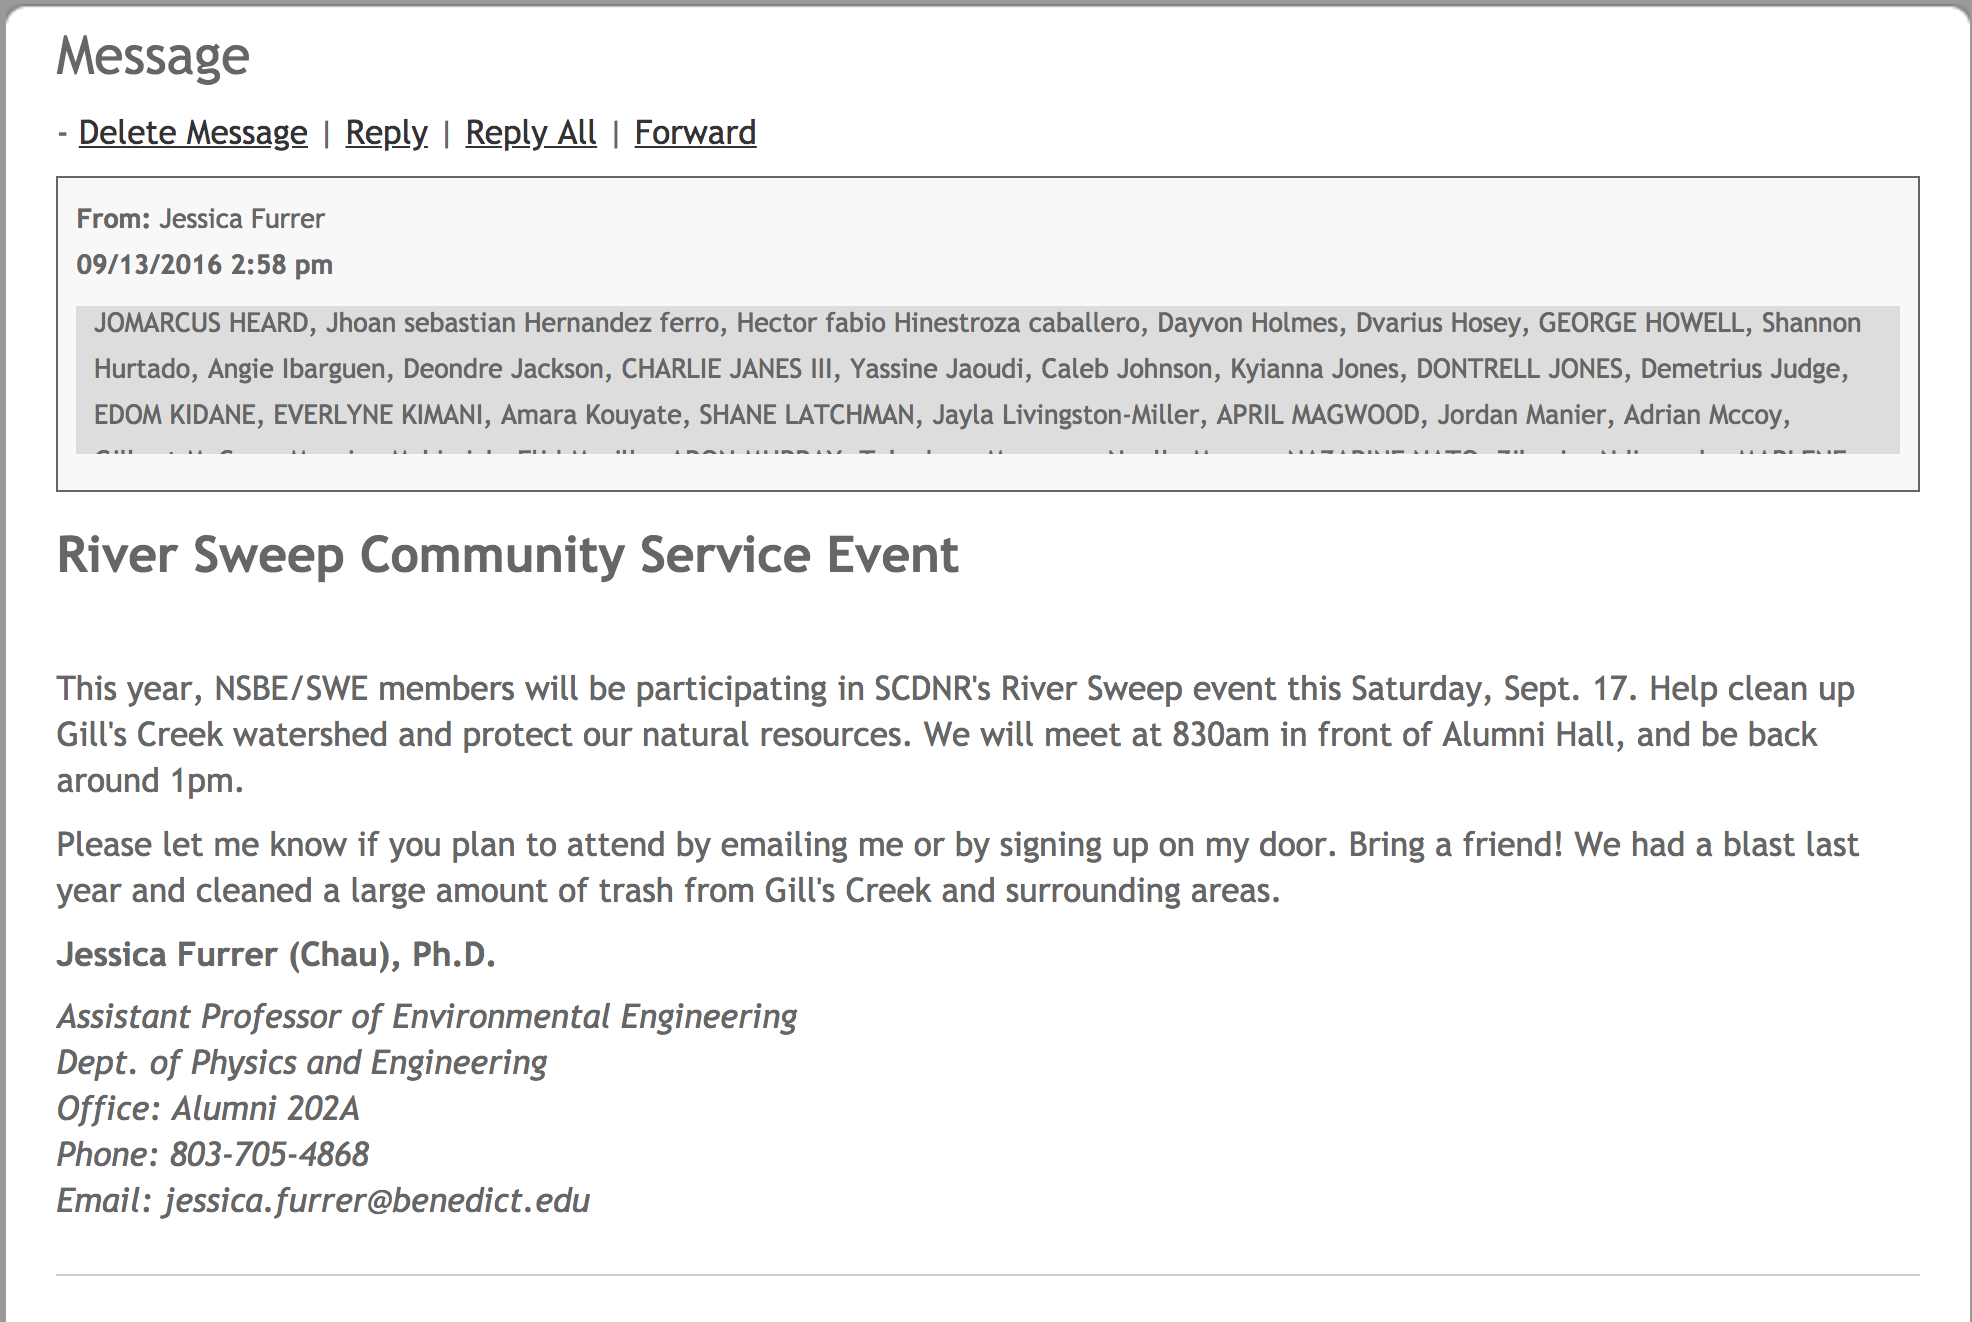 Message
- Delete Message | Reply | Reply All | Forward
From: Jessica Furrer
09/13/2016 2:58 pm
JOMARCUS HEARD, Jhoan sebastian Hernandez ferro, Hector fabio Hinestroza caballero, Dayvon Holmes, Dvarius Hosey, GEORGE HOWELL, Shannon
Hurtado, Angie Ibarguen, Deondre Jackson, CHARLIE JANES III, Yassine Jaoudi, Caleb Johnson, Kyianna Jones, DONTRELL JONES, Demetrius Judge,
EDOM KIDANE, EVERLYNE KIMANI, Amara Kouyate, SHANE LATCHMAN, Jayla Livingston-Miller, APRIL MAGWOOD, Jordan Manier, Adrian Mccoy,
River Sweep Community Service Event
This year, NSBE/SWE members will be participating in SCDNR's River Sweep event this Saturday, Sept. 17. Help clean up
Gill's Creek watershed and protect our natural resources. We will meet at 830am in front of Alumni Hall, and be back
around 1pm.
Please let me know if you plan to attend by emailing me or by signing up on my door. Bring a friend! We had a blast last
year and cleaned a large amount of trash from Gill's Creek and surrounding areas.
Jessica Furrer (Chau), Ph.D.
Assistant Professor of Environmental Engineering
Dept. of Physics and Engineering
Office: Alumni 202A
Phone: 803-705-4868
Email: jessica.furrer@benedict.edu